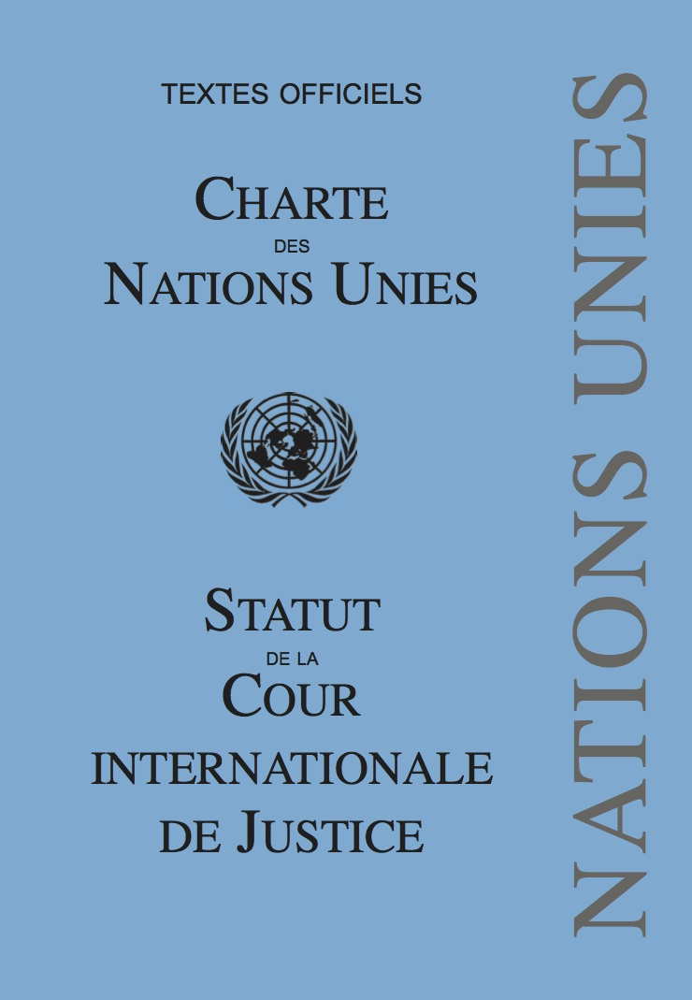 TEXTES OFFICIELS
CHARTE
DES
NATIONS UNIES
STATUT
DE LA
COUR
INTERNATIONALE
DE JUSTICE
NATIONS UNIES